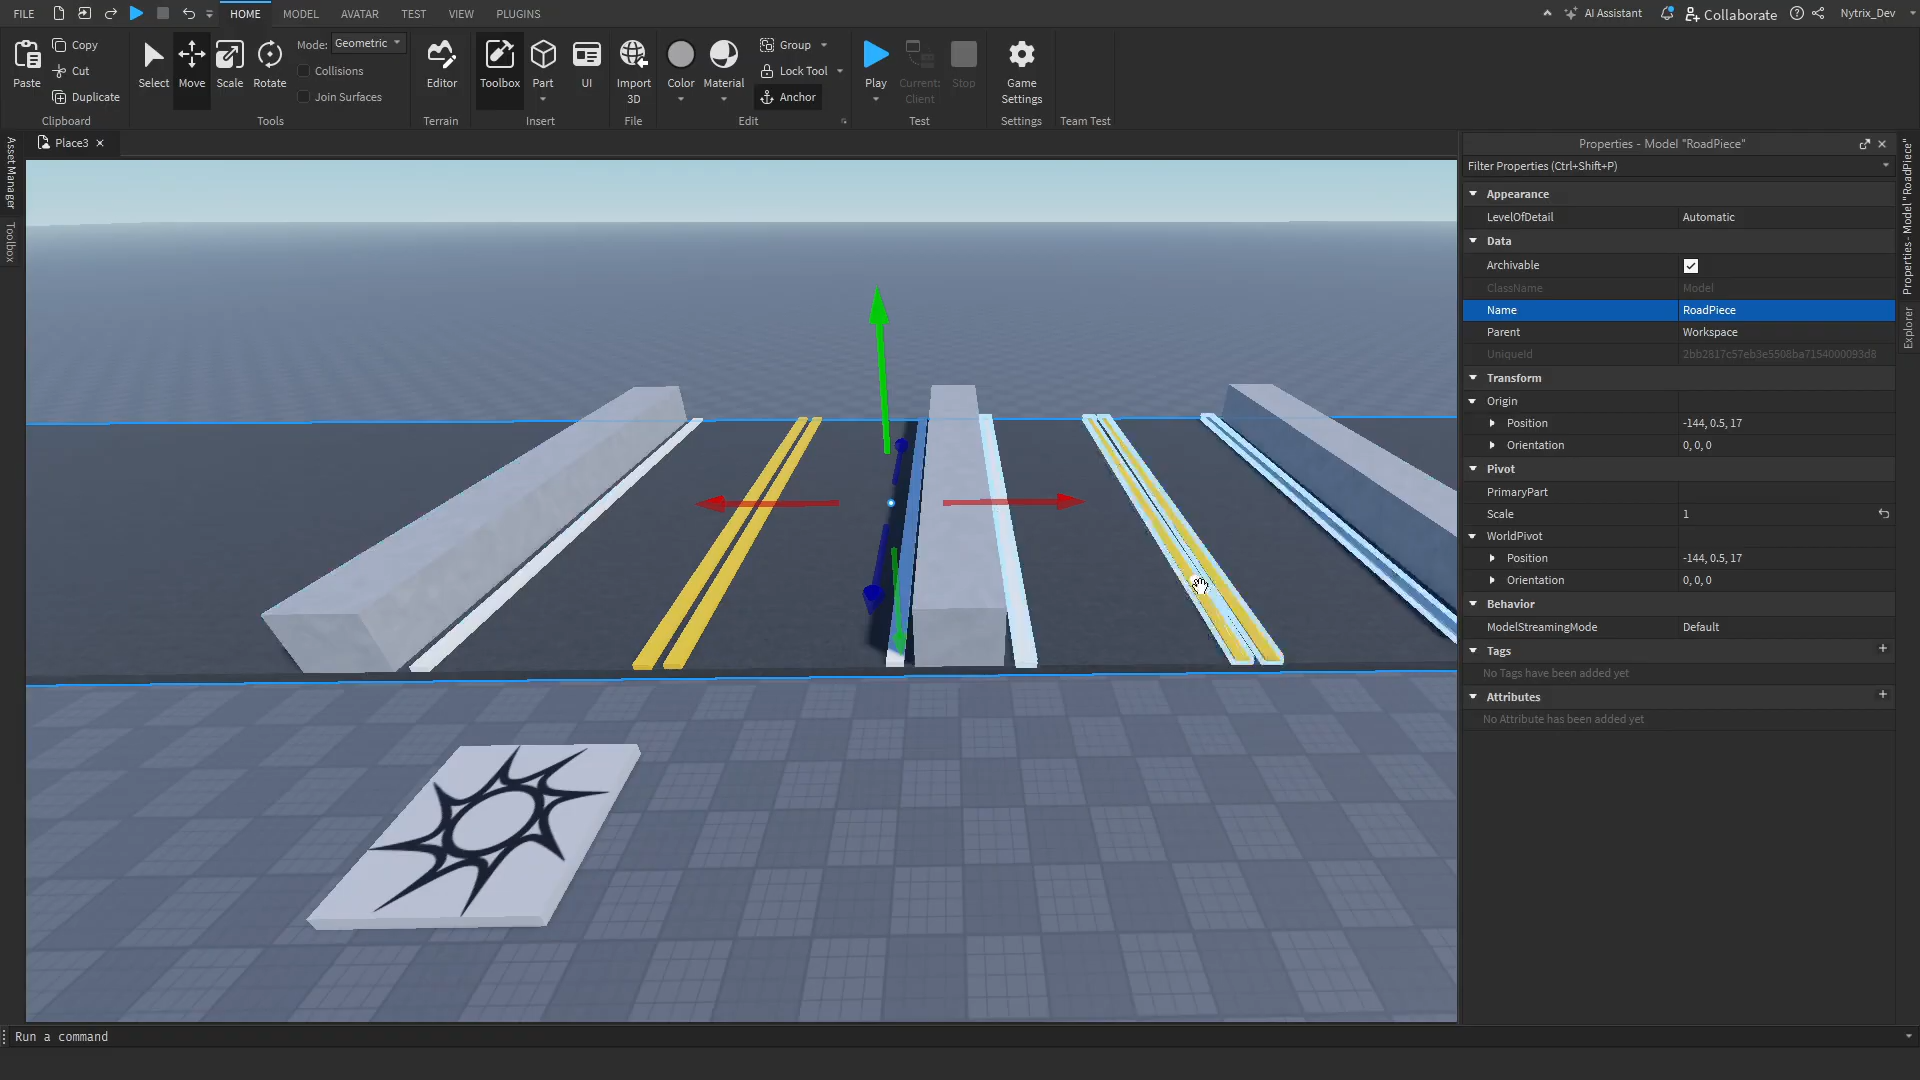 FILE
HOME
MODEL
AVATAR
TEST
VIEW
PLUGINS
AI Assistant
Collaborate
Nytrix_Dev
Paste
Copy
Cut
Duplicate
Clipboard
Select
Move
Scale
Rotate
Mode: Geometric
Collisions
Join Surfaces
Tools
Editor
Terrain
Toolbox
Part
UI
Insert
Import
3D
File
Color
Material
Group
Lock Tool
Anchor
Edit
Play
Current:
Client
Stop
Test
Game
Settings
Settings
Team Test
Asset Manager
Toolbox
Place3
Properties - Model "RoadPiece"
Filter Properties (Ctrl+Shift+P)
Appearance
LevelOfDetail Automatic
Data
Archivable
ClassName Model
Name RoadPiece
Parent Workspace
UniqueId 2bb2817c57eb3e5508ba7154000093d8
Transform
Origin
Position -144, 0.5, 17
Orientation 0, 0, 0
Pivot
PrimaryPart
Scale 1
WorldPivot
Position -144, 0.5, 17
Orientation 0, 0, 0
Behavior
ModelStreamingMode Default
Tags
No Tags have been added yet
Attributes
No Attribute has been added yet
Properties - Model "RoadPiece"
Explorer
Run a command